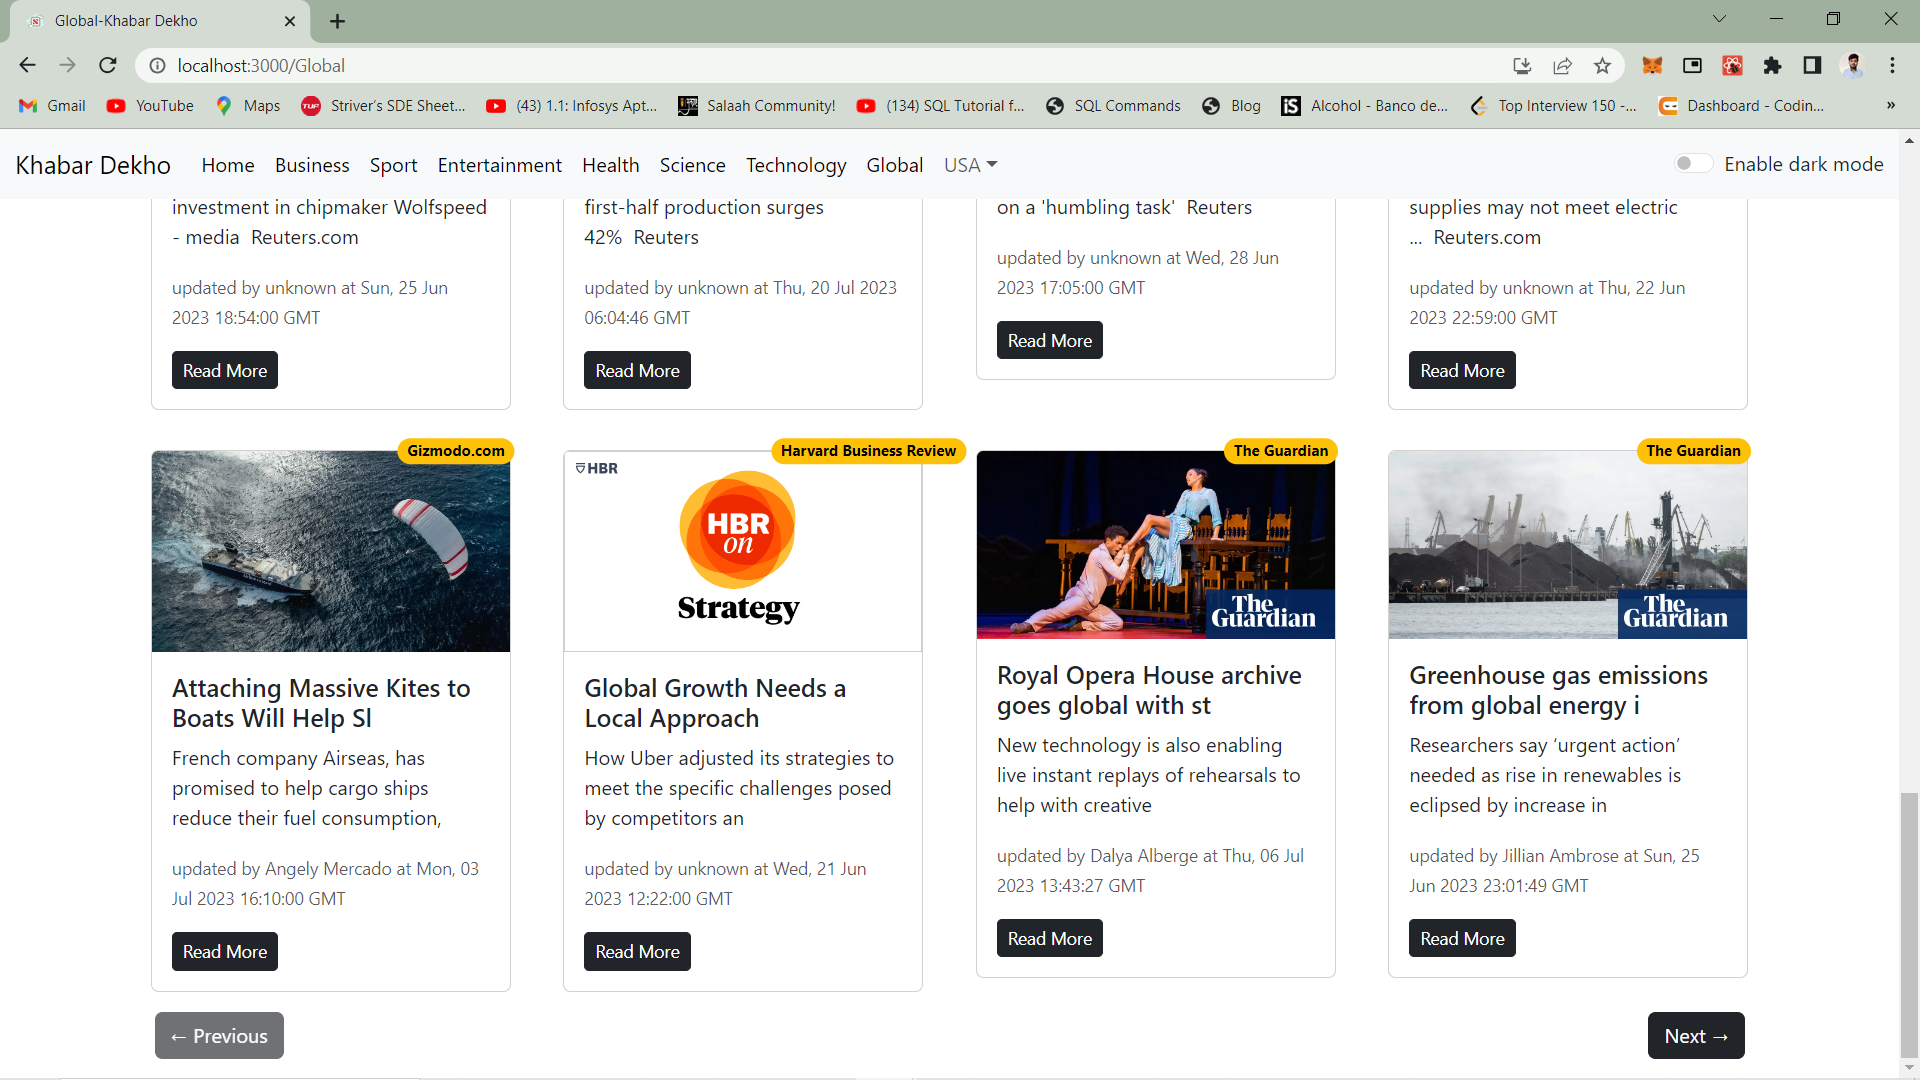 Global-Khabar Dekho
localhost:3000/Global
Gmail
YouTube
Maps
TUF
Striver's SDE Sheet...
(43) 1.1: Infosys Apt...
Salaah Community!
(134) SQL Tutorial f...
SQL Commands
Blog
iS
Alcohol - Banco de...
Top Interview 150 -...
Dashboard - Codin...
»
Khabar Dekho
Home
Business
Sport
Entertainment
Health
Science
Technology
Global
USA
Enable dark mode
investment in chipmaker Wolfspeed
- media Reuters.com
updated by unknown at Sun, 25 Jun
2023 18:54:00 GMT
Read More
first-half production surges
42% Reuters
updated by unknown at Thu, 20 Jul 2023
06:04:46 GMT
Read More
on a 'humbling task' Reuters
updated by unknown at Wed, 28 Jun
2023 17:05:00 GMT
Read More
supplies may not meet electric
... Reuters.com
updated by unknown at Thu, 22 Jun
2023 22:59:00 GMT
Read More
Gizmodo.com
Attaching Massive Kites to
Boats Will Help Sl
French company Airseas, has
promised to help cargo ships
reduce their fuel consumption,
updated by Angely Mercado at Mon, 03
Jul 2023 16:10:00 GMT
Read More
Harvard Business Review
HBR
HBR
on
Strategy
Global Growth Needs a
Local Approach
How Uber adjusted its strategies to
meet the specific challenges posed
by competitors an
updated by unknown at Wed, 21 Jun
2023 12:22:00 GMT
Read More
The Guardian
The
Guardian
Royal Opera House archive
goes global with st
New technology is also enabling
live instant replays of rehearsals to
help with creative
updated by Dalya Alberge at Thu, 06 Jul
2023 13:43:27 GMT
Read More
The Guardian
The
Guardian
Greenhouse gas emissions
from global energy i
Researchers say ‘urgent action’
needed as rise in renewables is
eclipsed by increase in
updated by Jillian Ambrose at Sun, 25
Jun 2023 23:01:49 GMT
Read More
← Previous
Next →